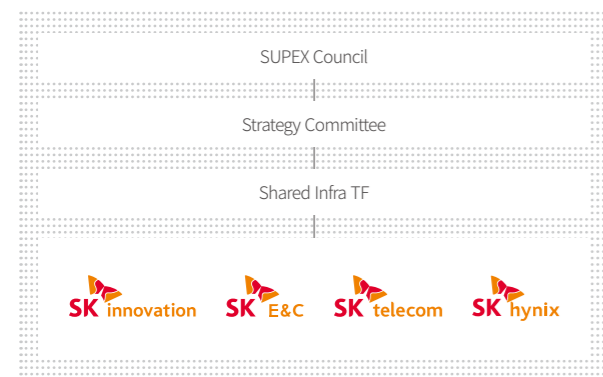 SUPEX Council
Strategy Committee
Shared Infra TF
SK innovation SK E&C SK telecom SK hynix